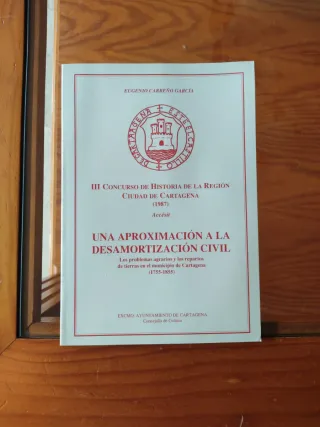 EUGENIO CARREÑO GARCIA
III CONCURSO DE HISTORIA DE LA REGIÓN
CIUDAD DE CARTAGENA
(1987)
Accésit
UNA APROXIMACIÓN A LA
DESAMORTIZACIÓN CIVIL
Los problemas agrarios y los repartos
de tierras en el municipio de Cartagena
(1755-1855)
EXCMO. AYUNTAMIENTO DE CARTAGENA
Concejalía de Cultura